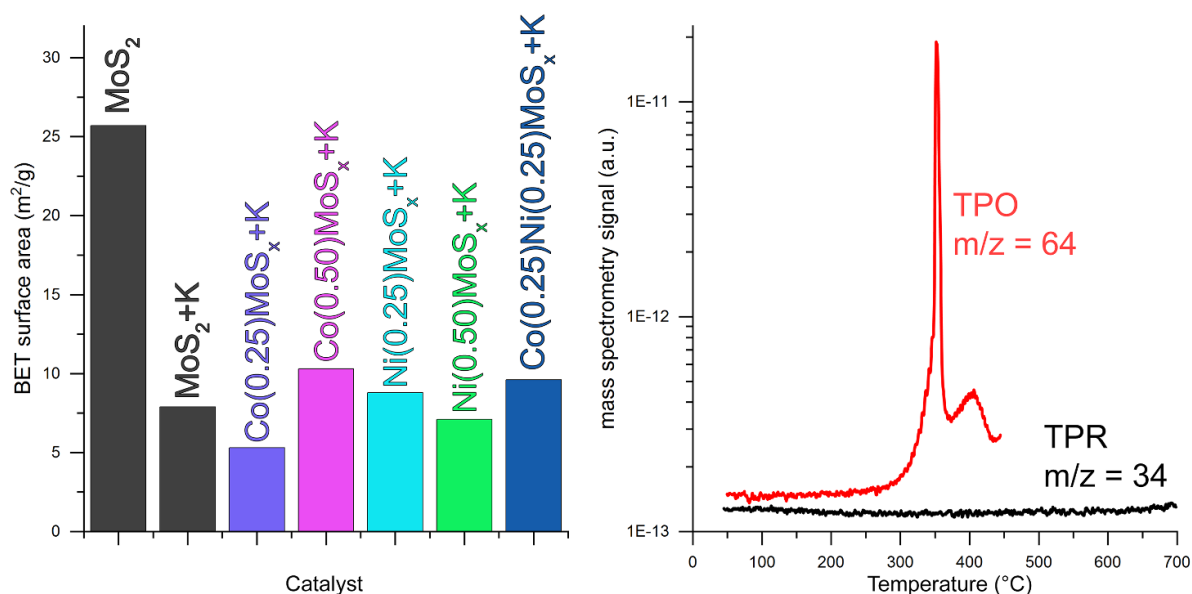 BET surface area (m²/g)
30
25
20
15
10
5
0
MoS₂
MoS₂+K
Co(0.25)MoSₓ+K
Co(0.50)MoSₓ+K
Ni(0.25)MoSₓ+K
Ni(0.50)MoSₓ+K
Co(0.25)Ni(0.25)MoSₓ+K
Catalyst
mass spectrometry signal (a.u.)
1E-11
1E-12
1E-13
TPO
m/z = 64
TPR
m/z = 34
0 100 200 300 400 500 600 700
Temperature (°C)